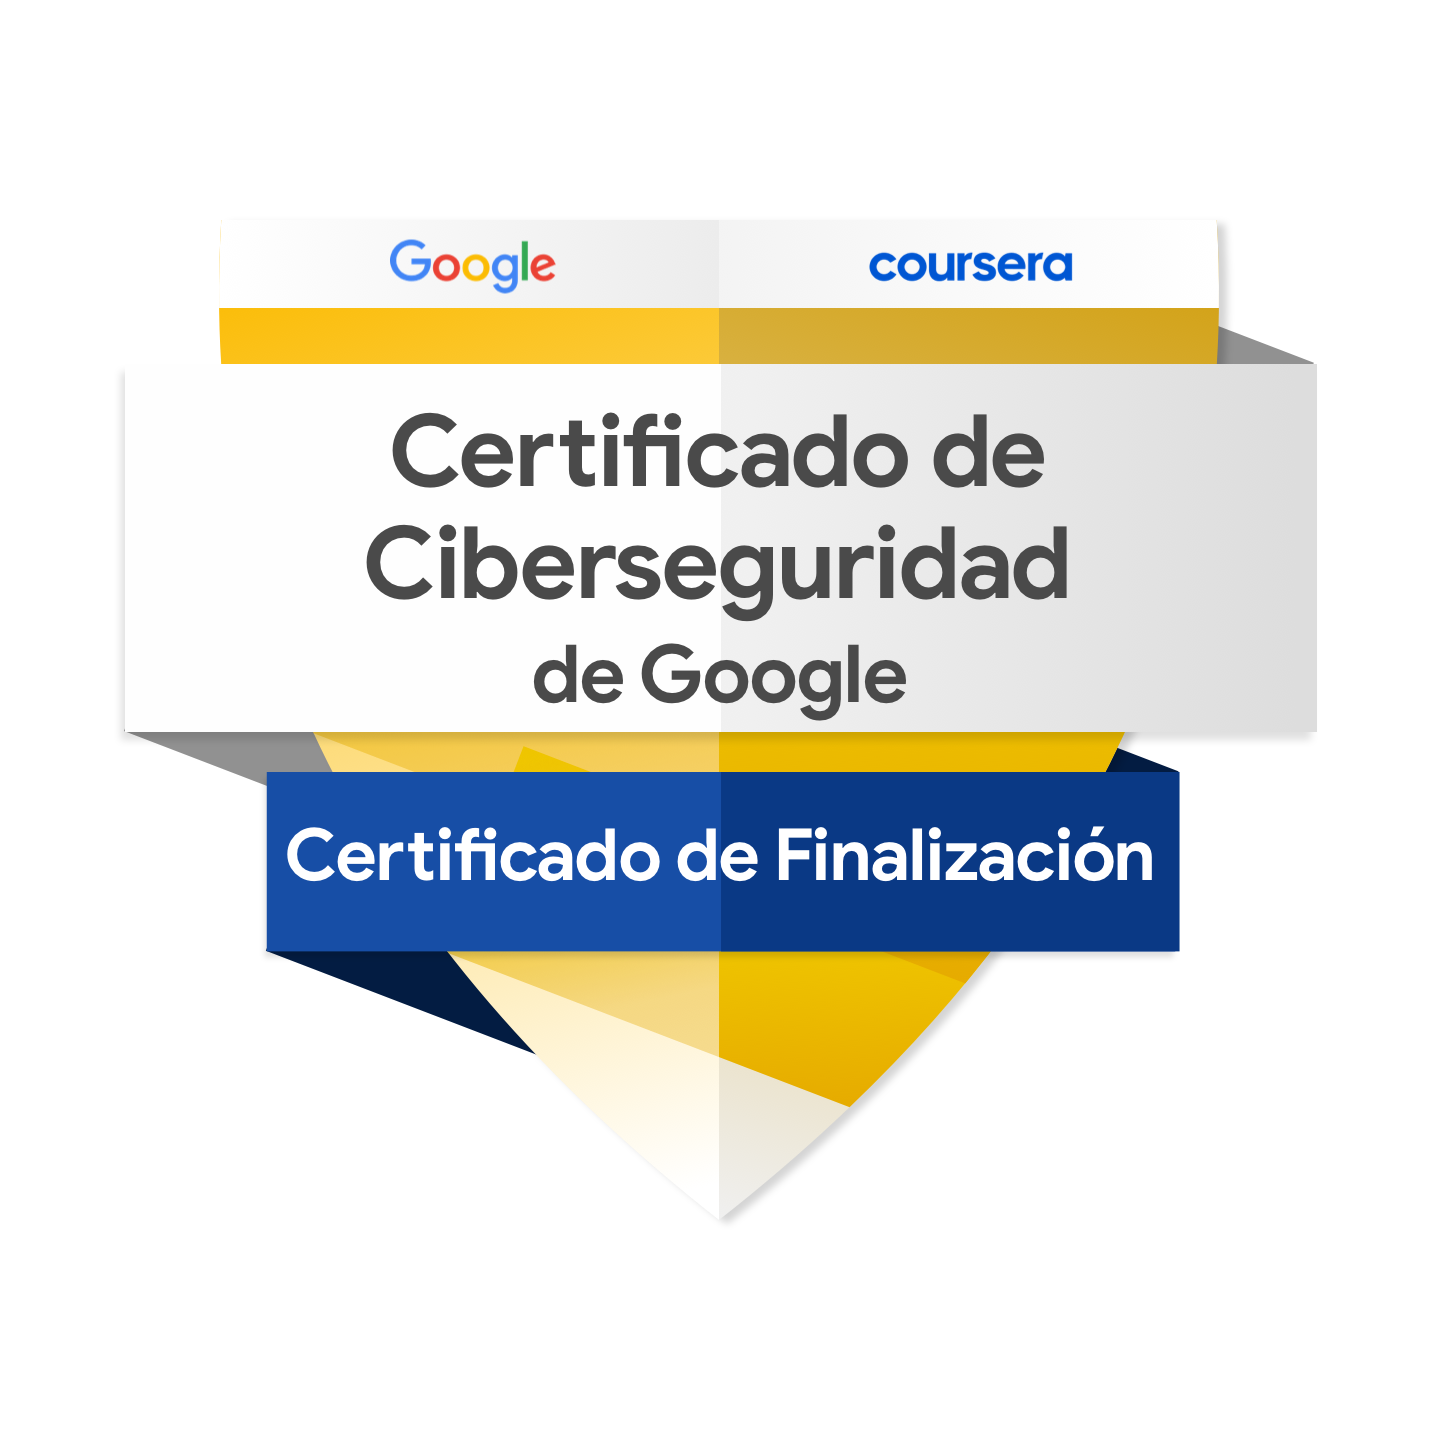 Google coursera
Certificado de
Ciberseguridad
de Google
Certificado de Finalización